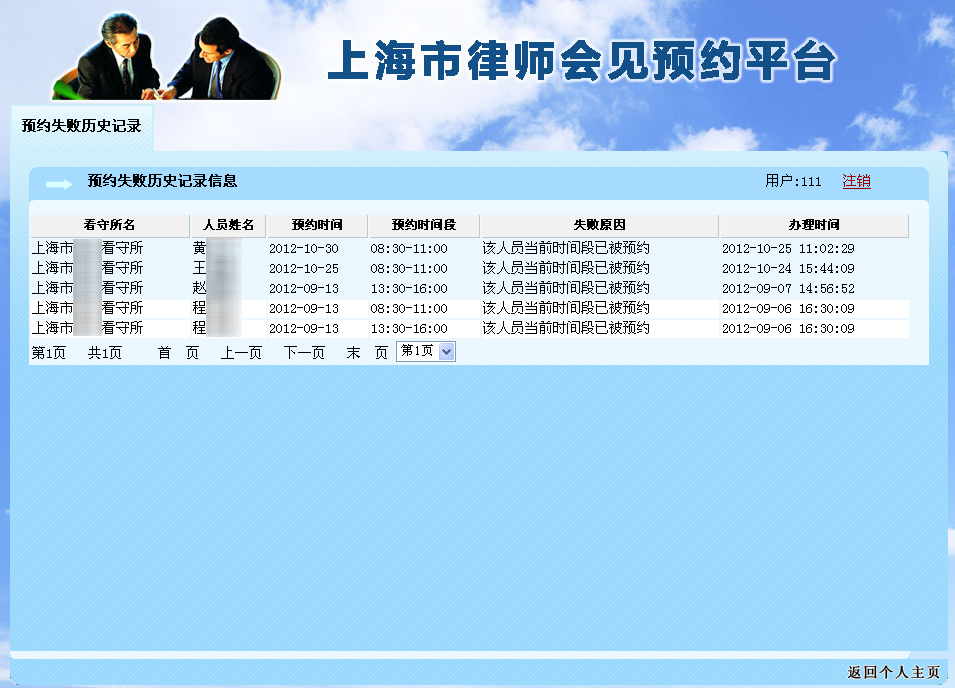 上海市律师会见预约平台
预约失败历史记录
预约失败历史记录信息 用户:111 注销
看守所名 人员姓名 预约时间 预约时间段 失败原因 办理时间
上海市 看守所 黄 2012-10-30 08:30-11:00 该人员当前时间段已被预约 2012-10-25 11:02:29
上海市 看守所 王 2012-10-25 08:30-11:00 该人员当前时间段已被预约 2012-10-24 15:44:09
上海市 看守所 赵 2012-09-13 13:30-16:00 该人员当前时间段已被预约 2012-09-07 14:56:52
上海市 看守所 程 2012-09-13 08:30-11:00 该人员当前时间段已被预约 2012-09-06 16:30:09
上海市 看守所 程 2012-09-13 13:30-16:00 该人员当前时间段已被预约 2012-09-06 16:30:09
第1页 共1页 首 页 上一页 下一页 末 页 第1页
返回个人主页